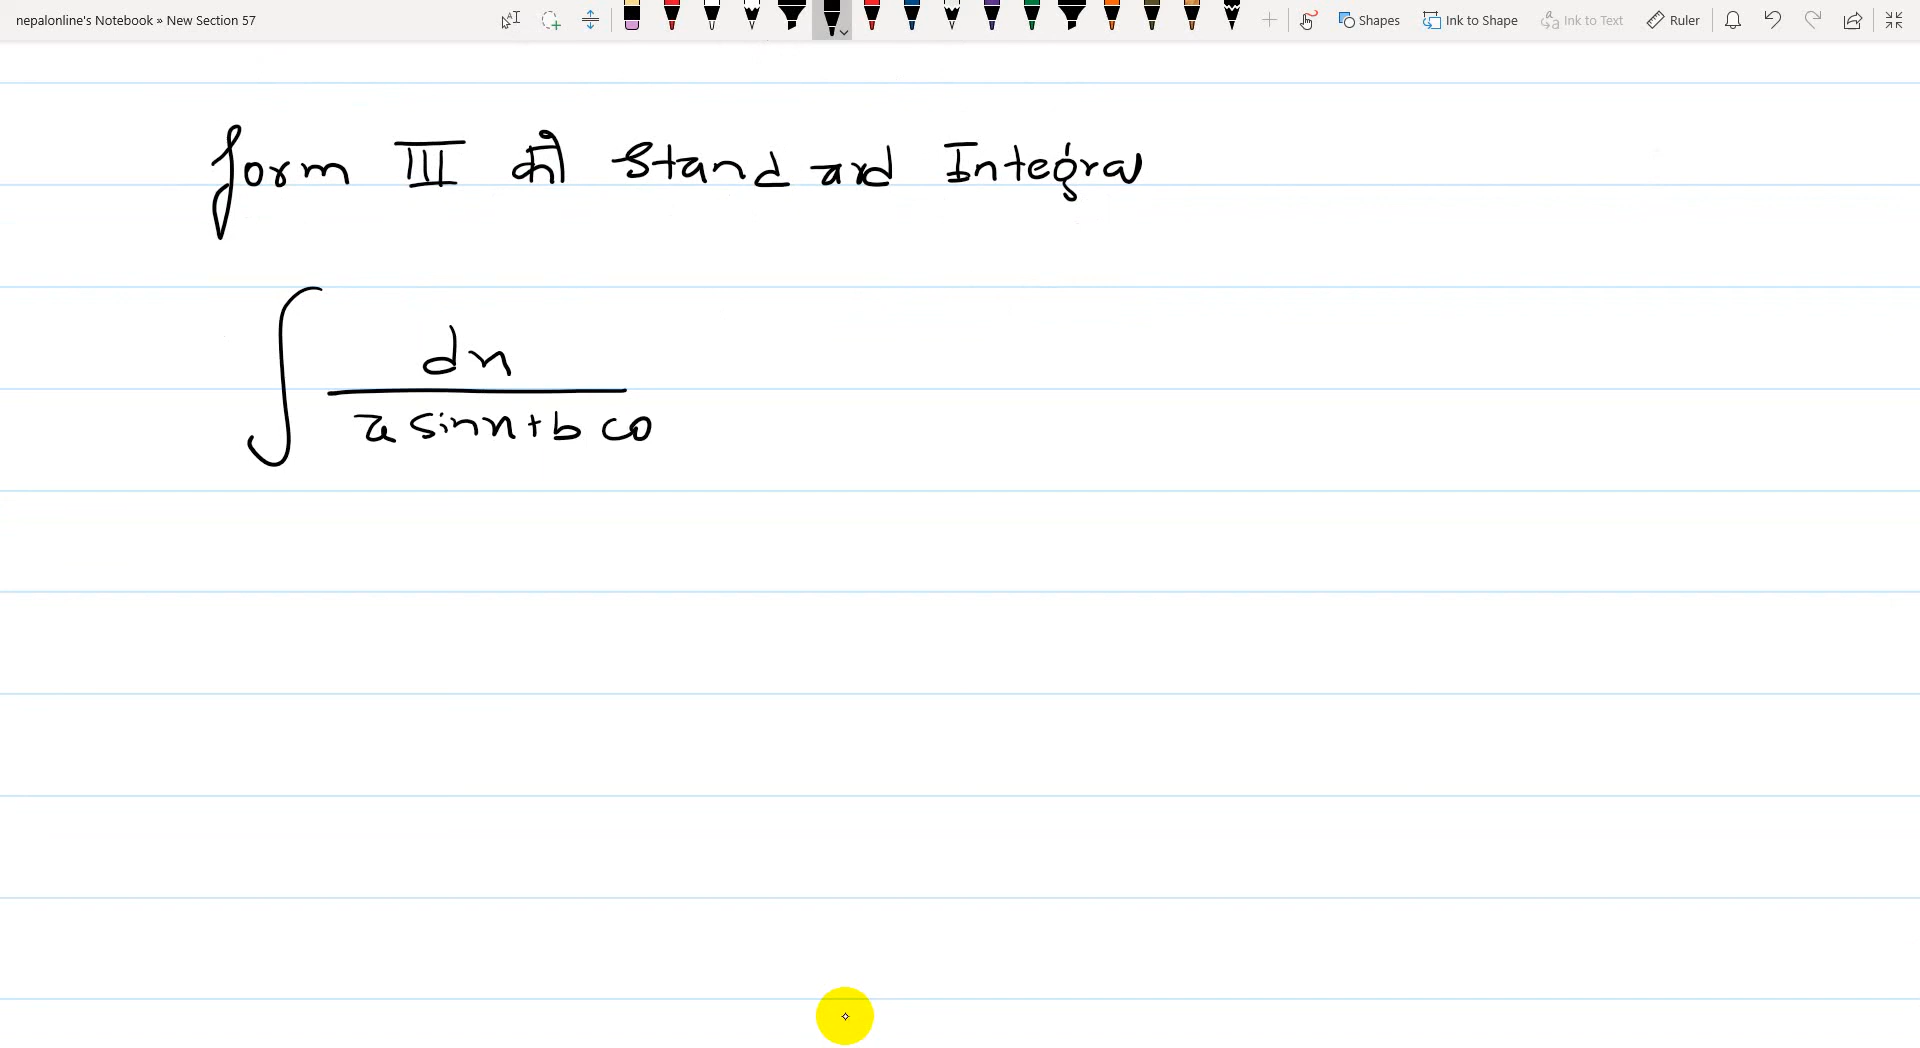 nepalonline's Notebook » New Section 57 Shapes Ink to Shape Ink to Text Ruler
form III को Standard Integral
∫ dx
a sinx + b co